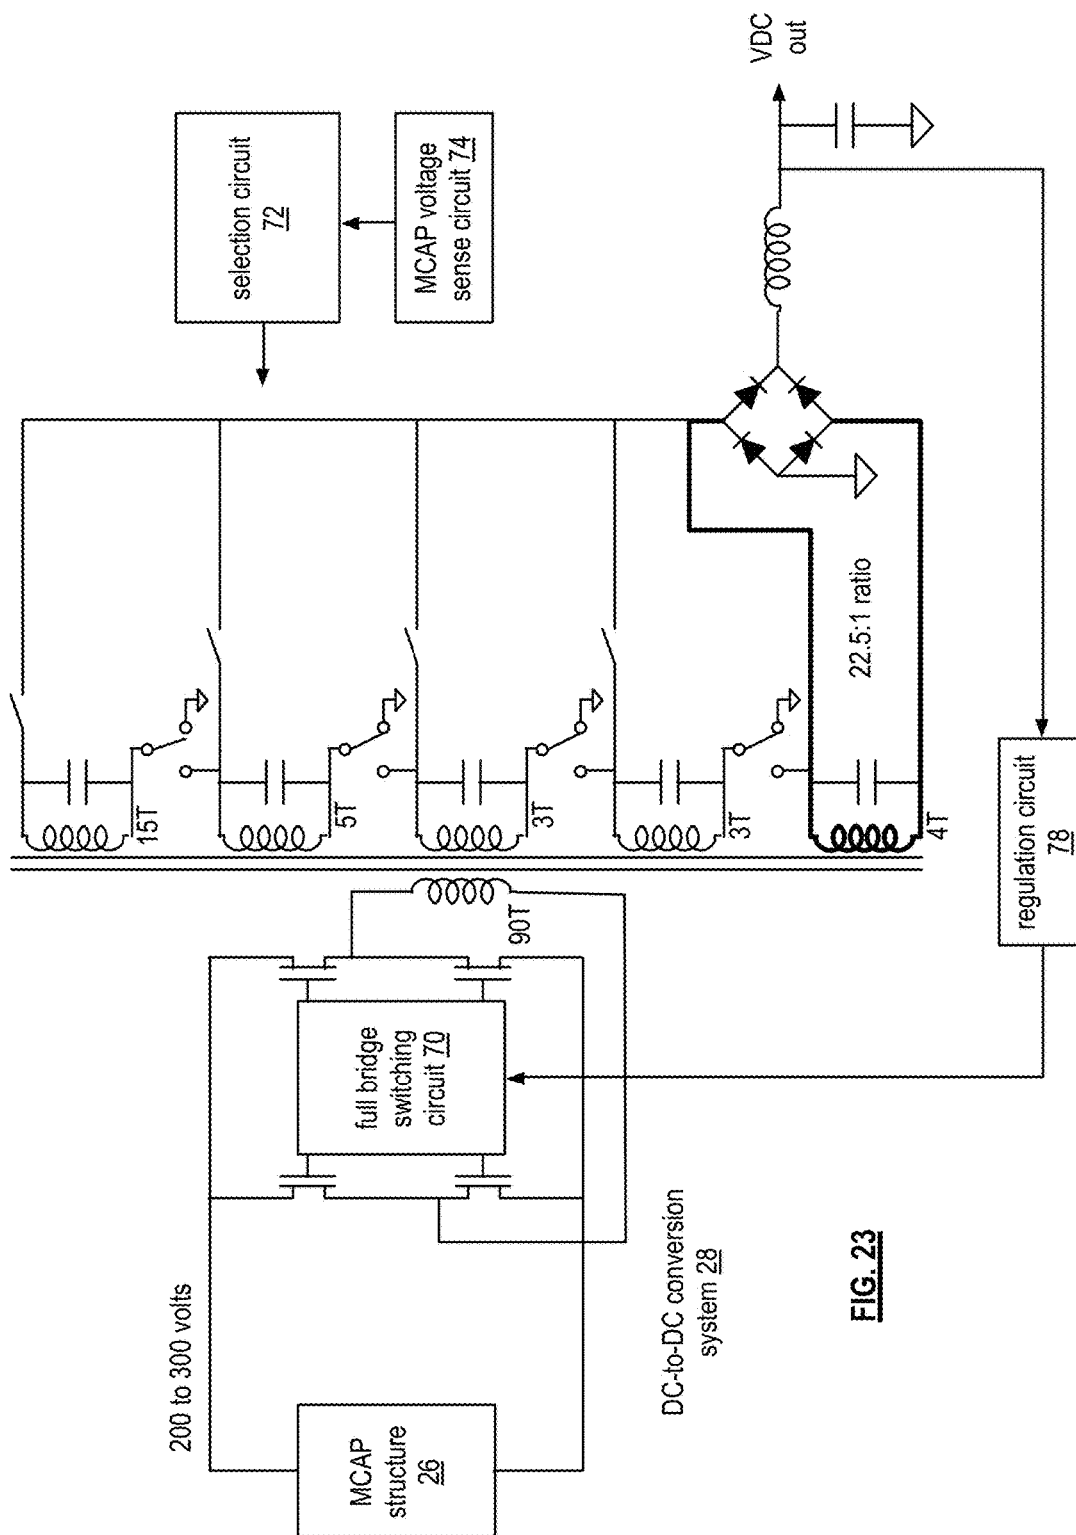 200 to 300 volts
MCAP
structure
26
full bridge
switching
circuit 70
90T
15T
5T
3T
3T
4T
22.5:1 ratio
selection circuit
72
MCAP voltage
sense circuit 74
VDC
out
regulation circuit
78
DC-to-DC conversion
system 28
FIG. 23